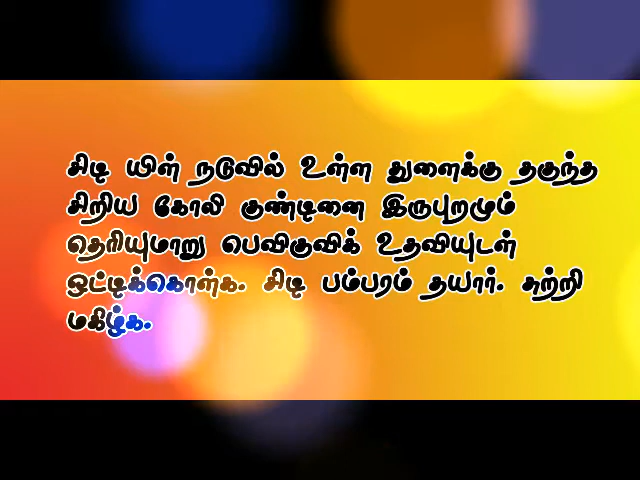 சிடி யின் நடுவில் உள்ள துளைக்கு தகுந்த
சிறிய கோலி குண்டினை இருபுறமும்
தெரியுமாறு பெவிகுவிக் உதவியுடன்
ஒட்டிக்கொள்க. சிடி பம்பரம் தயார். சுற்றி
மகிழ்க.